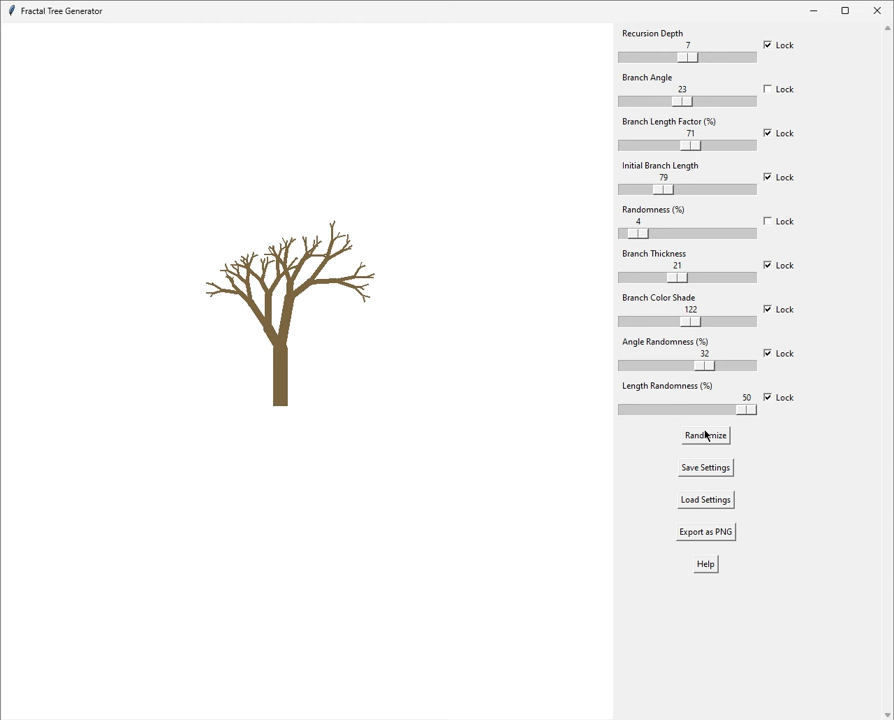 Fractal Tree Generator
Recursion Depth
7
Lock
Branch Angle
23
Lock
Branch Length Factor (%)
71
Lock
Initial Branch Length
79
Lock
Randomness (%)
4
Lock
Branch Thickness
21
Lock
Branch Color Shade
122
Lock
Angle Randomness (%)
32
Lock
Length Randomness (%)
50
Lock
Randomize
Save Settings
Load Settings
Export as PNG
Help